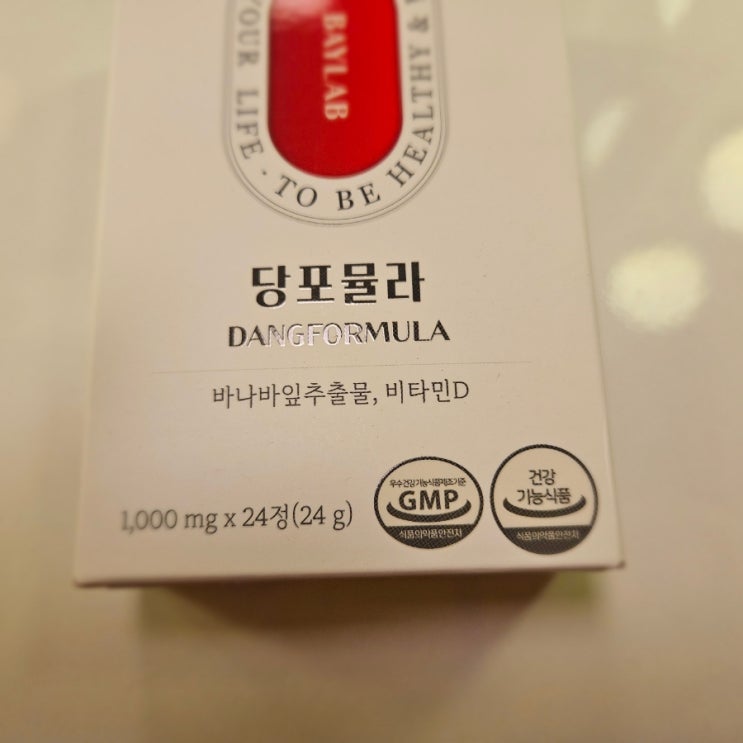 BAYLAB
YOUR LIFE · TO BE HEALTHY &
당포뮬라
DANGFORMULA
바나바잎추출물, 비타민D
1,000 mg x 24정(24 g)
우수건강기능식품제조기준
GMP
식품의약품안전처
건강
기능식품
식품의약품안전처